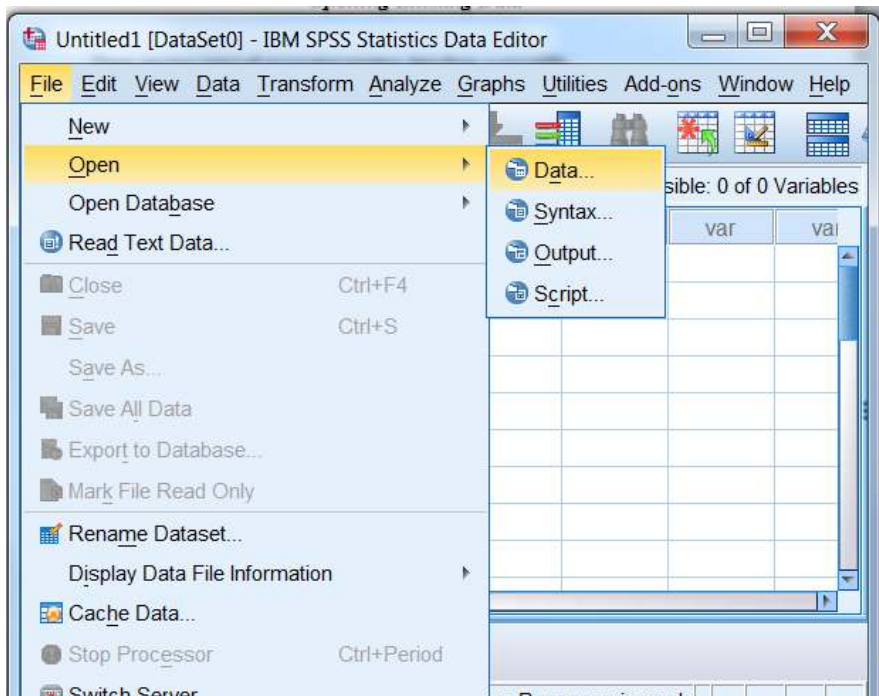 Untitled1 [DataSet0] - IBM SPSS Statistics Data Editor
File Edit View Data Transform Analyze Graphs Utilities Add-ons Window Help
New
Open
Data...
sible: 0 of 0 Variables
Open Database
Syntax...
var va
Read Text Data...
Output...
Close Ctrl+F4
Script...
Save Ctrl+S
Save As...
Save All Data
Export to Database...
Mark File Read Only
Rename Dataset...
Display Data File Information
Cache Data...
Stop Processor Ctrl+Period
Switch Server